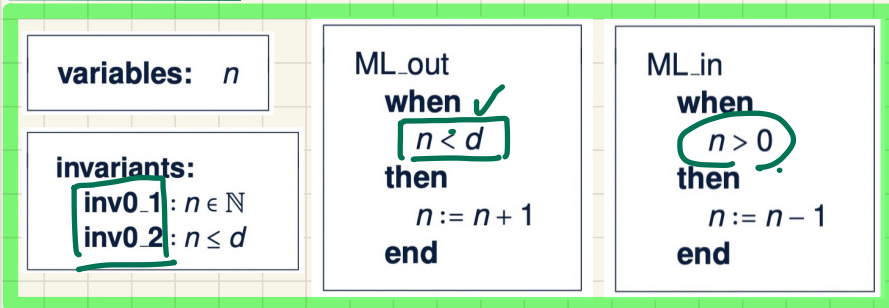 variables: n
invariants:
inv0_1 : n ∈ ℕ
inv0_2 : n ≤ d
ML_out
when
n < d
then
n := n + 1
end
ML_in
when
n > 0
then
n := n − 1
end